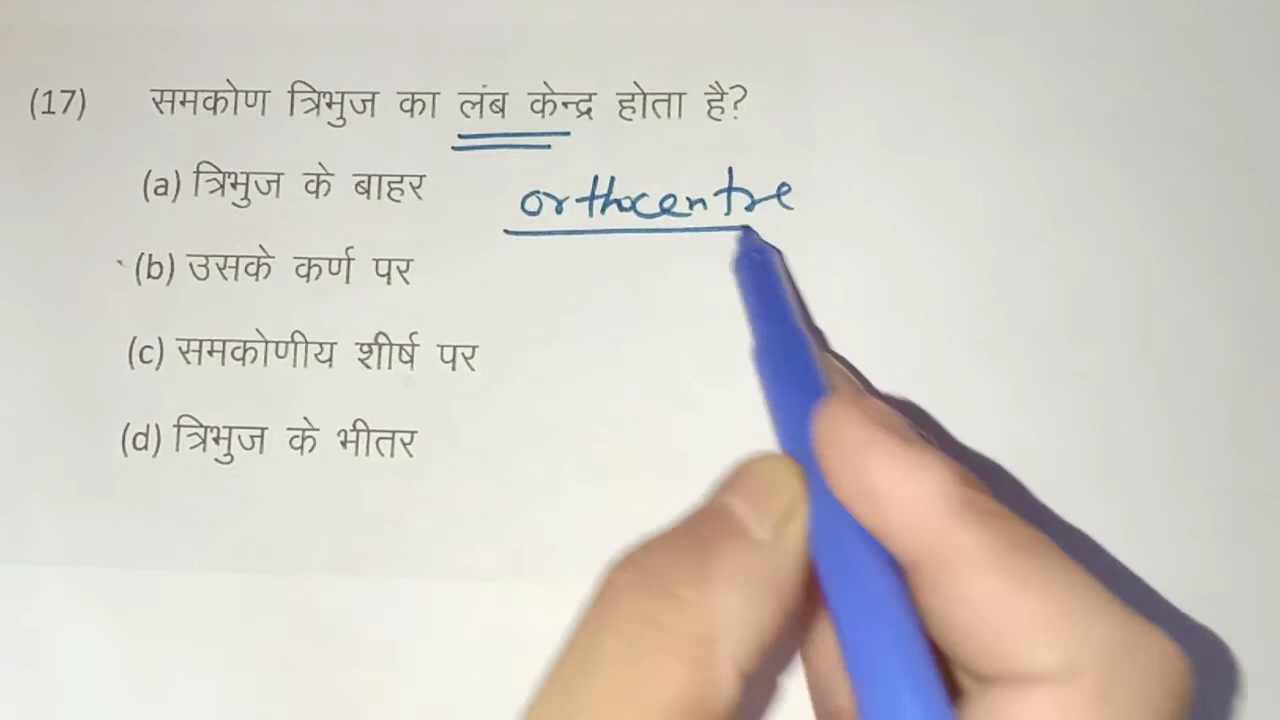 (17) समकोण त्रिभुज का लंब केन्द्र होता है?
(a) त्रिभुज के बाहर
orthocentre
(b) उसके कर्ण पर
(c) समकोणीय शीर्ष पर
(d) त्रिभुज के भीतर